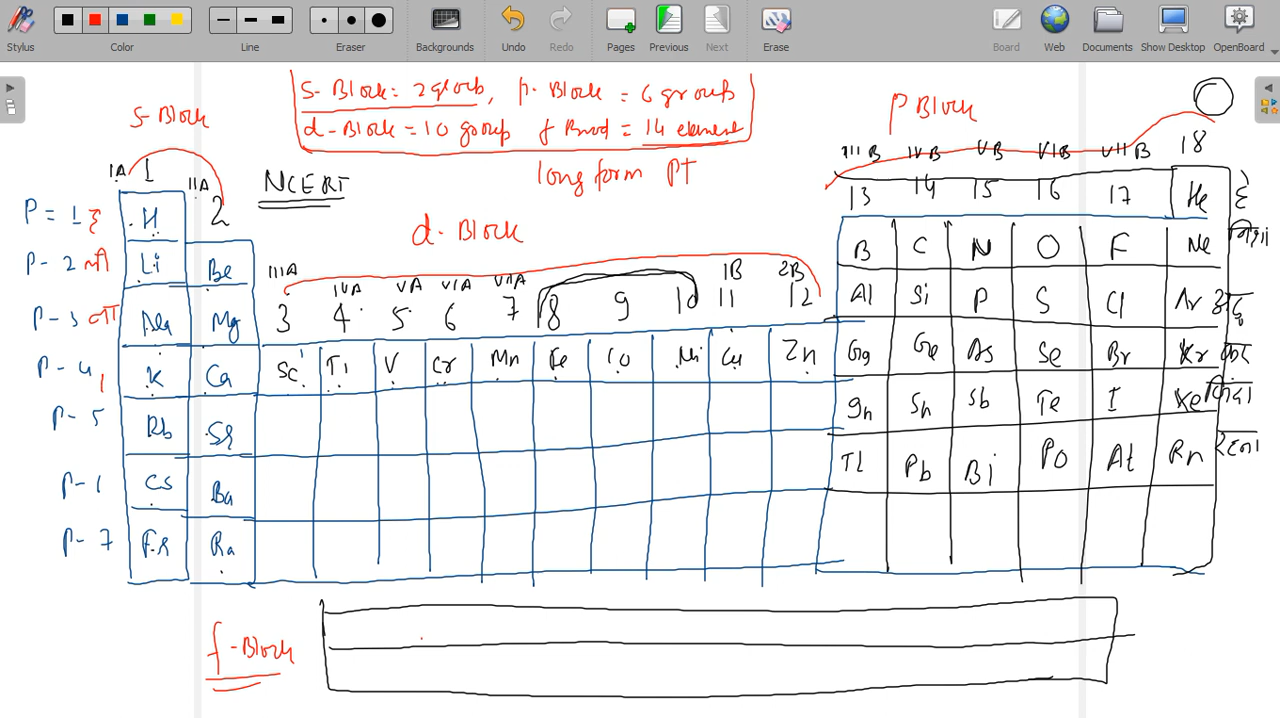 Stylus Color Line Eraser Backgrounds Undo Redo Pages Previous Next Erase Board Web Documents Show Desktop OpenBoard
S-Block = 2 group, p-Block = 6 group
d-Block = 10 group f = 14 element
long form PT
S-Block
P Block
NCERT
d-Block
IA 1
IIA 2
IIIA IVA VA VIA VIIA 1B 2B
3 4 5 6 7 8 9 10 11 12
IIIB IVB VB VIB VIIB 18
13 14 15 16 17 He
P = 1 H
P-2 Li Be B C N O F Ne
P-3 Mg Al Si P S Cl Ar
P-4 K Ca Sc Ti V Cr Mn Fe Co Ni Cu Zn Ga Ge As Se Br Kr
P-5 Rb Sr In Sn Sb Te I Xe
Cs Ba Tl Pb Bi Po At Rn
P-7 Fr Ra
f-Block